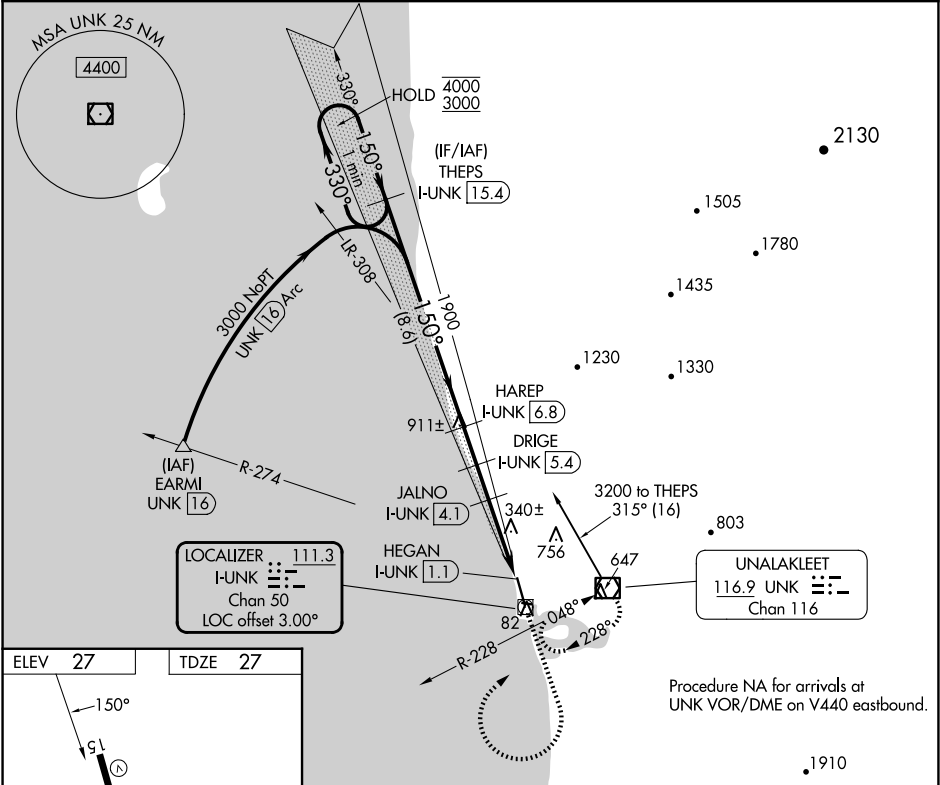 MSA UNK 25 NM
4400
330°
HOLD 4000
3000
150°
1 min
330°
(IF/IAF)
THEPS
I-UNK 15.4
2130
1505
1780
1435
LR-308
3000 NoPT
UNK 16 Arc
(8.6)
150°
1900
1230
1330
HAREP
I-UNK 6.8
911±
DRIGE
I-UNK 5.4
R-274
(IAF)
EARMI
UNK 16
JALNO
I-UNK 4.1
340±
3200 to THEPS
315° (16)
756
803
HEGAN
I-UNK 1.1
647
LOCALIZER 111.3
I-UNK
Chan 50
LOC offset 3.00°
UNALAKLEET
116.9 UNK
Chan 116
82
048°
228°
R-228
ELEV 27
TDZE 27
150°
15
V
Procedure NA for arrivals at
UNK VOR/DME on V440 eastbound.
1910